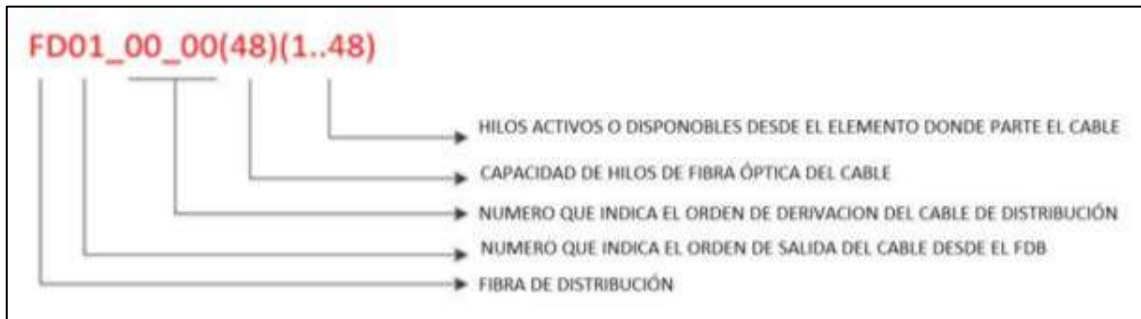 FD01_00_00(48)(1..48)
HILOS ACTIVOS O DISPONOBLES DESDE EL ELEMENTO DONDE PARTE EL CABLE
CAPACIDAD DE HILOS DE FIBRA ÓPTICA DEL CABLE
NUMERO QUE INDICA EL ORDEN DE DERIVACION DEL CABLE DE DISTRIBUCIÓN
NUMERO QUE INDICA EL ORDEN DE SALIDA DEL CABLE DESDE EL FDB
FIBRA DE DISTRIBUCIÓN